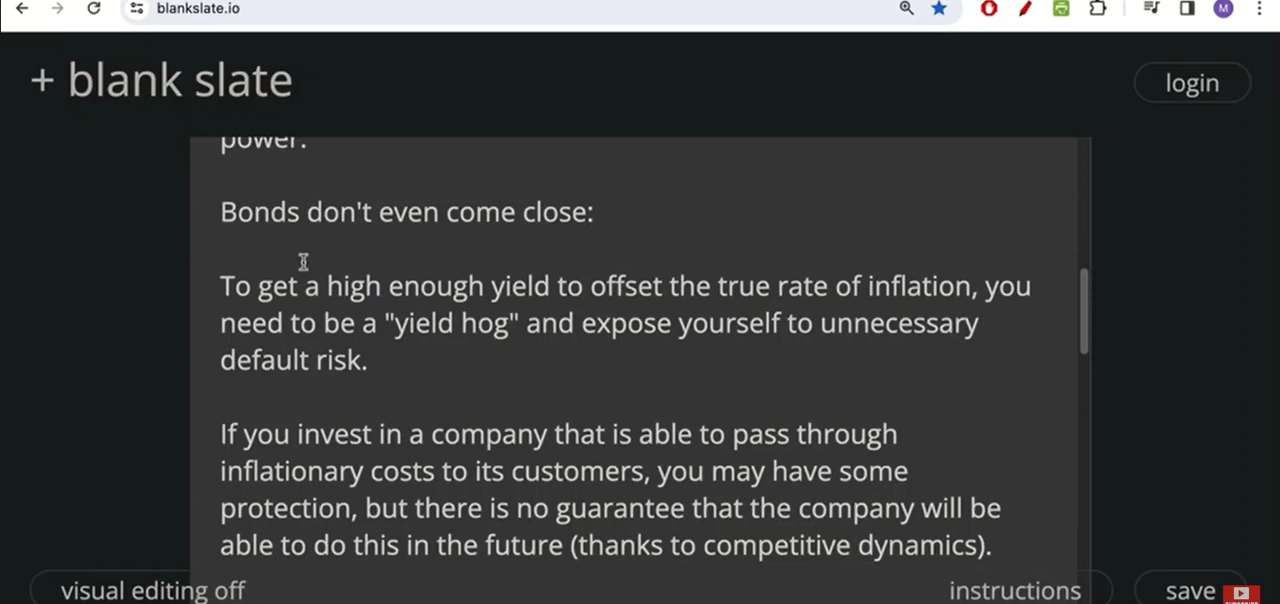 blankslate.io
M
+ blank slate
login
power.
Bonds don't even come close:
To get a high enough yield to offset the true rate of inflation, you
need to be a "yield hog" and expose yourself to unnecessary
default risk.
If you invest in a company that is able to pass through
inflationary costs to its customers, you may have some
protection, but there is no guarantee that the company will be
able to do this in the future (thanks to competitive dynamics).
visual editing off
instructions
save
SUBSCRIBE